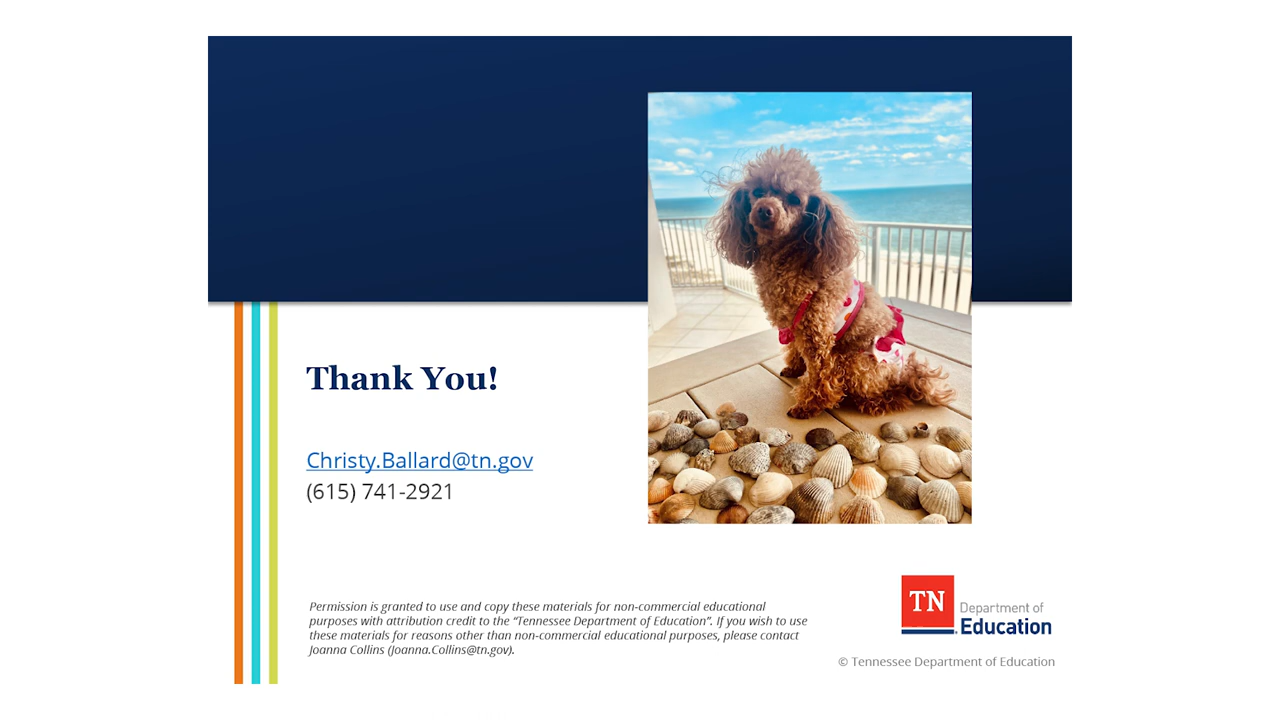 Thank You!
Christy.Ballard@tn.gov
(615) 741-2921
Permission is granted to use and copy these materials for non-commercial educational
purposes with attribution credit to the “Tennessee Department of Education”. If you wish to use
these materials for reasons other than non-commercial educational purposes, please contact
Joanna Collins (Joanna.Collins@tn.gov).
TN
Department of
Education
© Tennessee Department of Education